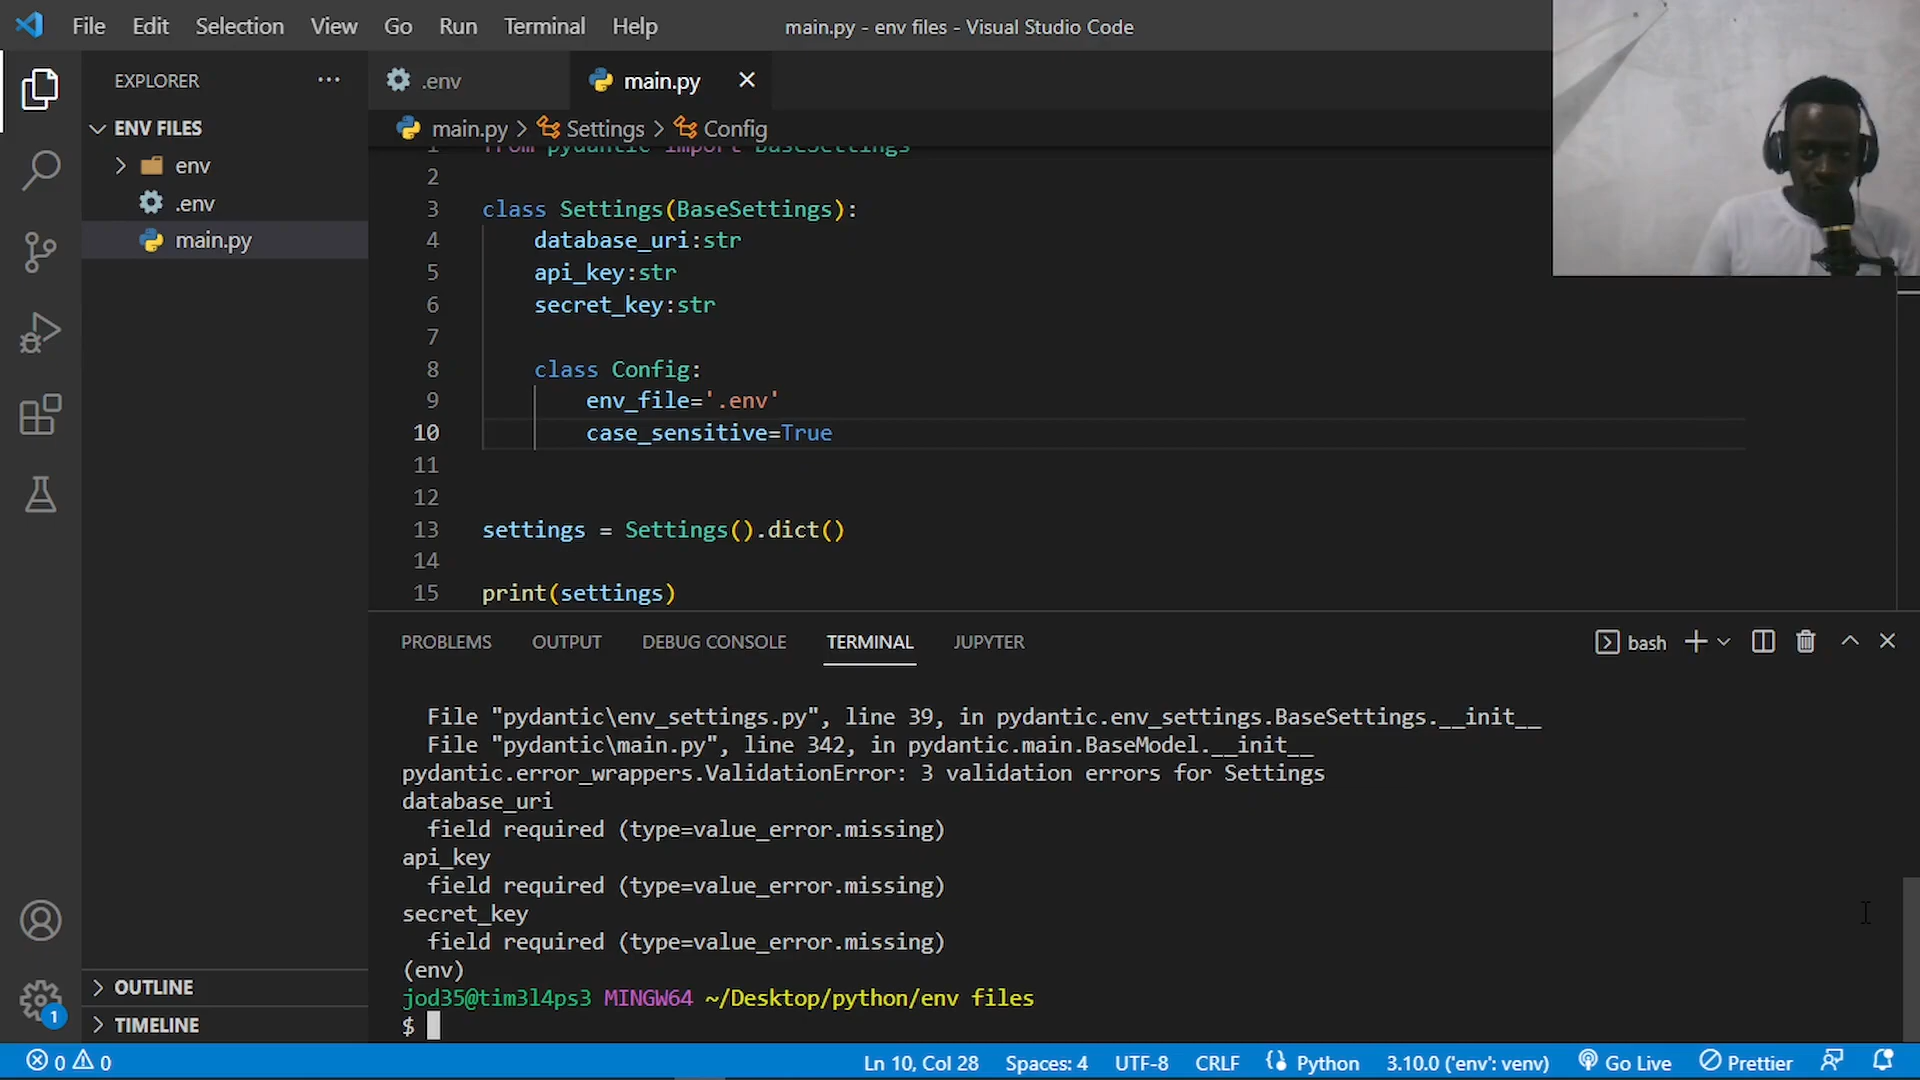 File Edit Selection View Go Run Terminal Help
main.py - env files - Visual Studio Code
EXPLORER
ENV FILES
env
.env
main.py
OUTLINE
TIMELINE
.env
main.py
main.py > Settings > Config
1 from pydantic import BaseSettings
2
3 class Settings(BaseSettings):
4 database_uri:str
5 api_key:str
6 secret_key:str
7
8 class Config:
9 env_file='.env'
10 case_sensitive=True
11
12
13 settings = Settings().dict()
14
15 print(settings)
PROBLEMS OUTPUT DEBUG CONSOLE TERMINAL JUPYTER
bash
File "pydantic\env_settings.py", line 39, in pydantic.env_settings.BaseSettings.__init__
File "pydantic\main.py", line 342, in pydantic.main.BaseModel.__init__
pydantic.error_wrappers.ValidationError: 3 validation errors for Settings
database_uri
field required (type=value_error.missing)
api_key
field required (type=value_error.missing)
secret_key
field required (type=value_error.missing)
(env)
jod35@tim3l4ps3 MINGW64 ~/Desktop/python/env files
$
1
0 0 Ln 10, Col 28 Spaces: 4 UTF-8 CRLF Python 3.10.0 ('env': venv) Go Live Prettier